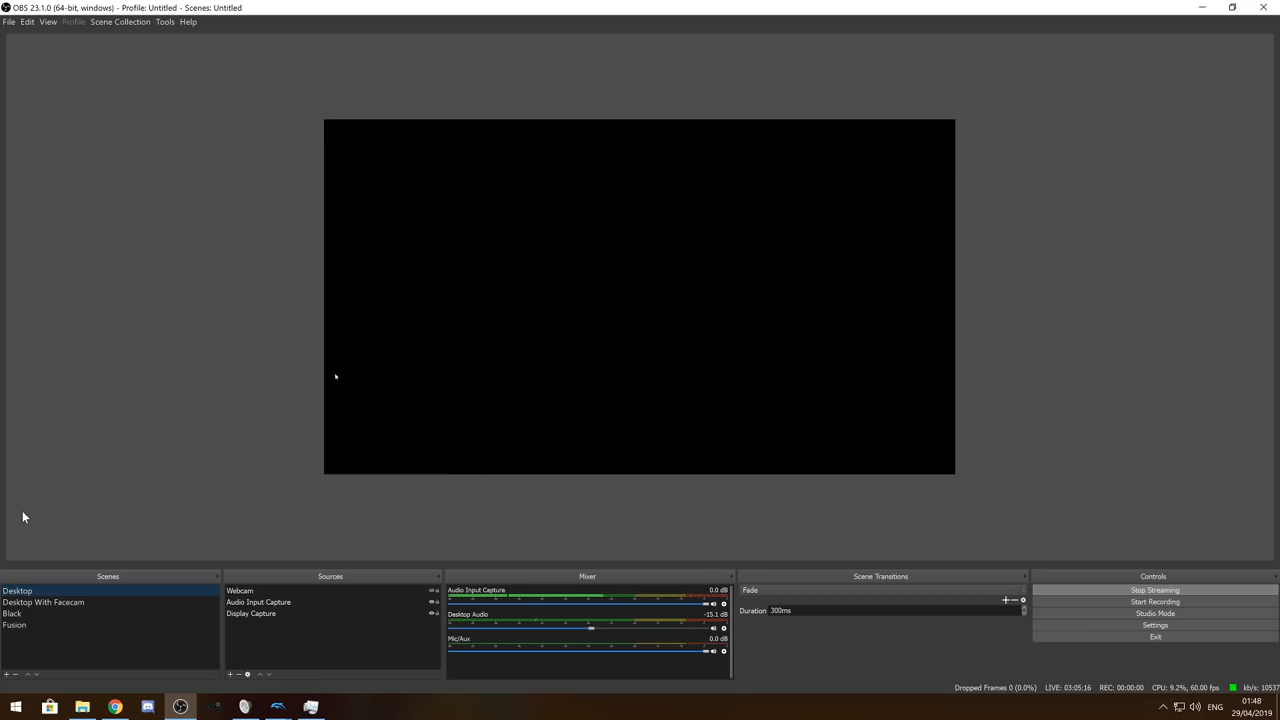 OBS 23.1.0 (64-bit, windows) - Profile: Untitled - Scenes: Untitled
File Edit View Profile Scene Collection Tools Help
Scenes
Desktop
Desktop With Facecam
Black
Fusion
Sources
Webcam
Audio Input Capture
Display Capture
Mixer
Audio Input Capture 0.0 dB
Desktop Audio -15.1 dB
Mic/Aux 0.0 dB
Scene Transitions
Fade
Duration 300ms
Controls
Stop Streaming
Start Recording
Studio Mode
Settings
Exit
Dropped Frames 0 (0.0%) LIVE: 03:05:16 REC: 00:00:00 CPU: 9.2%, 60.00 fps kb/s: 10537
ENG
01:48
29/04/2019